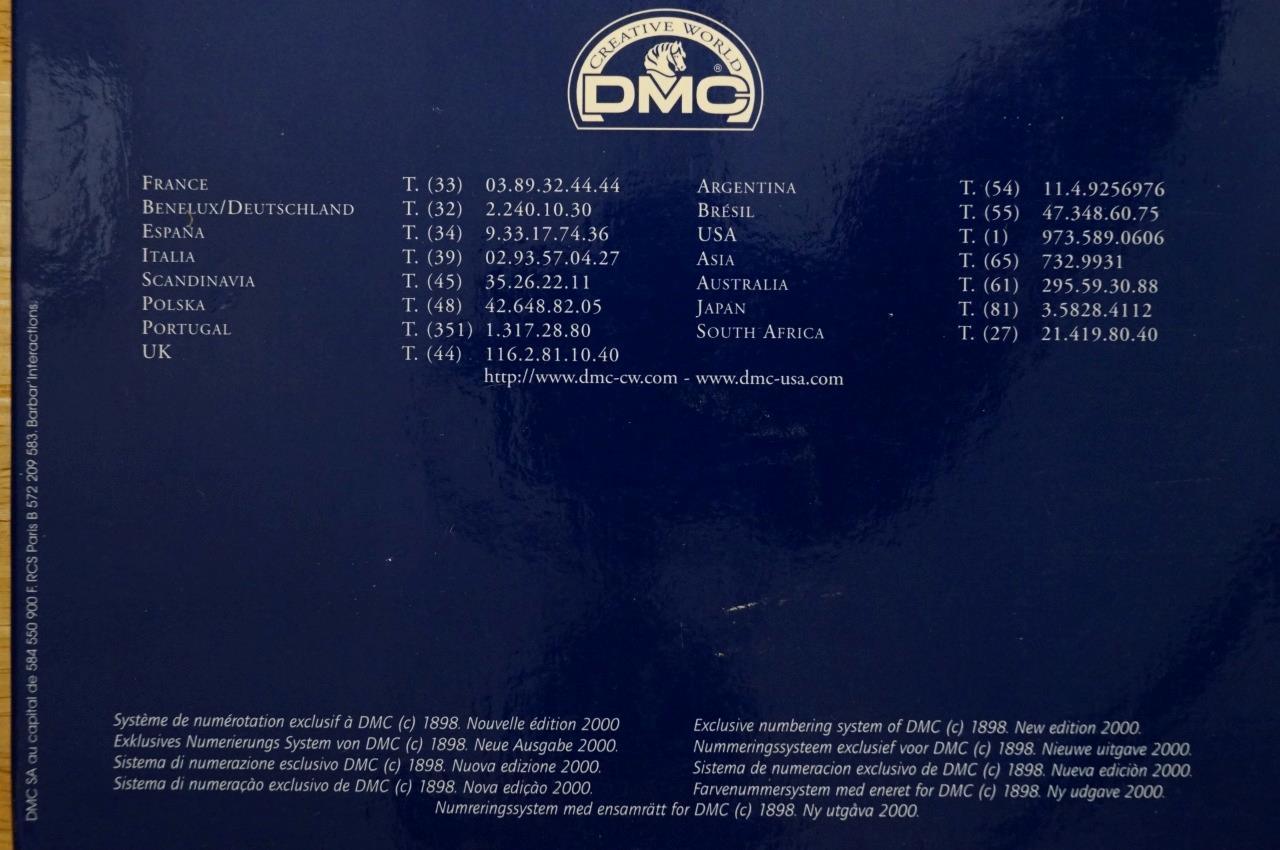 CREATIVE WORLD
DMC®
FRANCE T. (33) 03.89.32.44.44
BENELUX/DEUTSCHLAND T. (32) 2.240.10.30
ESPAÑA T. (34) 9.33.17.74.36
ITALIA T. (39) 02.93.57.04.27
SCANDINAVIA T. (45) 35.26.22.11
POLSKA T. (48) 42.648.82.05
PORTUGAL T. (351) 1.317.28.80
UK T. (44) 116.2.81.10.40
ARGENTINA T. (54) 11.4.9256976
BRÉSIL T. (55) 47.348.60.75
USA T. (1) 973.589.0606
ASIA T. (65) 732.9931
AUSTRALIA T. (61) 295.59.30.88
JAPAN T. (81) 3.5828.4112
SOUTH AFRICA T. (27) 21.419.80.40
http://www.dmc-cw.com - www.dmc-usa.com
DMC SA au capital de 584 550 900 F. RCS Paris B 572 209 583. Barbar'Interactions.
Système de numérotation exclusif à DMC (c) 1898. Nouvelle édition 2000
Exklusives Numerierungs System von DMC (c) 1898. Neue Ausgabe 2000.
Sistema di numerazione esclusivo DMC (c) 1898. Nuova edizione 2000.
Sistema di numeraçào exclusivo de DMC (c) 1898. Nova ediçào 2000.
Exclusive numbering system of DMC (c) 1898. New edition 2000.
Nummeringssysteem exclusief voor DMC (c) 1898. Nieuwe uitgave 2000.
Sistema de numeracion exclusivo de DMC (c) 1898. Nueva ediciòn 2000.
Farvenummersystem med eneret for DMC (c) 1898. Ny udgave 2000.
Numreringssystem med ensamrätt for DMC (c) 1898. Ny utgåva 2000.